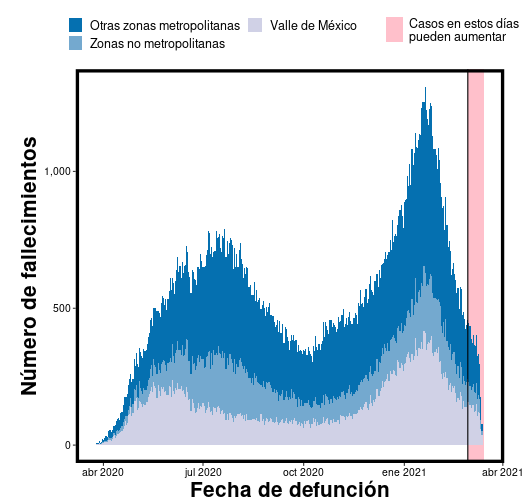 Otras zonas metropolitanas
Valle de México
Casos en estos días
pueden aumentar
Zonas no metropolitanas
Número de fallecimientos
1,000
500
0
abr 2020
jul 2020
oct 2020
ene 2021
abr 2021
Fecha de defunción